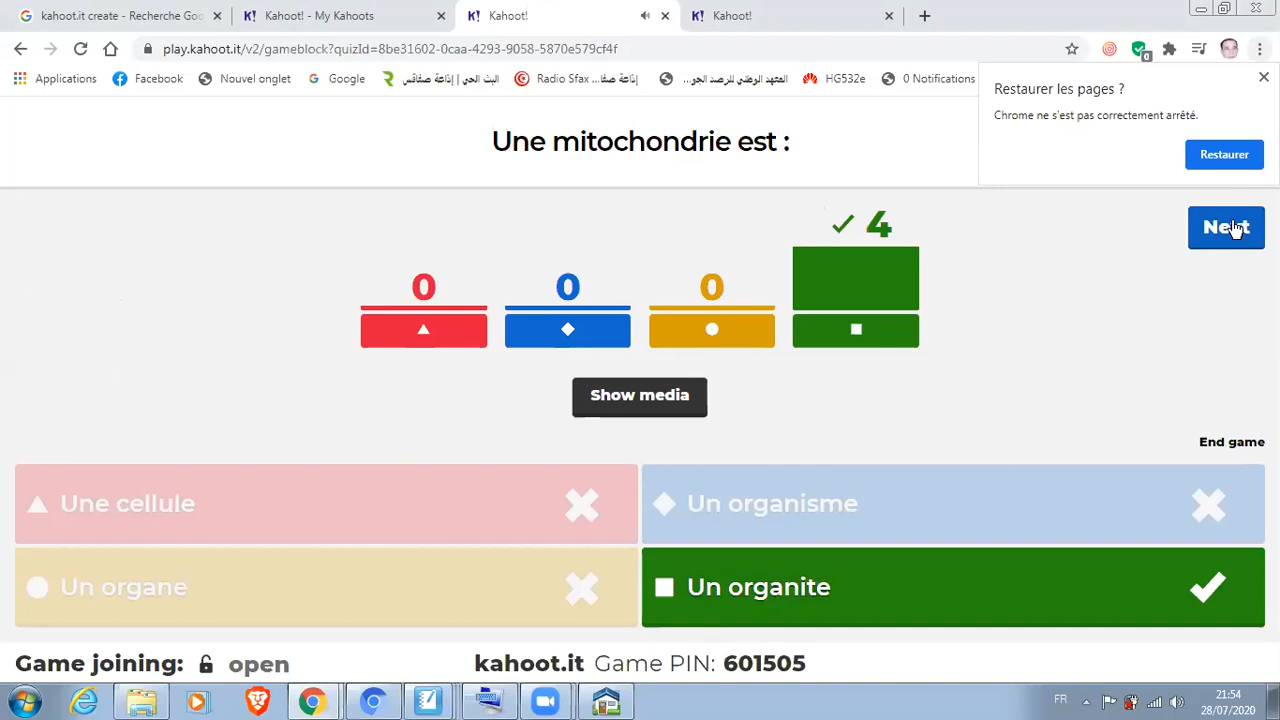 kahoot.it create - Recherche Goo
Kahoot! - My Kahoots
Kahoot!
Kahoot!
play.kahoot.it/v2/gameblock?quizId=8be31602-0caa-4293-9058-5870e579cf4f
Applications
Facebook
Nouvel onglet
Google
البث الحي | إذاعة صفاقس
Radio Sfax إذاعة صفا...
المعهد الوطني للرصد الجو...
HG532e
0 Notifications
Restaurer les pages ?
Chrome ne s'est pas correctement arrêté.
Restaurer
Une mitochondrie est :
Next
0
0
0
4
Show media
End game
Une cellule
Un organisme
Un organe
Un organite
Game joining: open
kahoot.it Game PIN: 601505
FR
21:54
28/07/2020